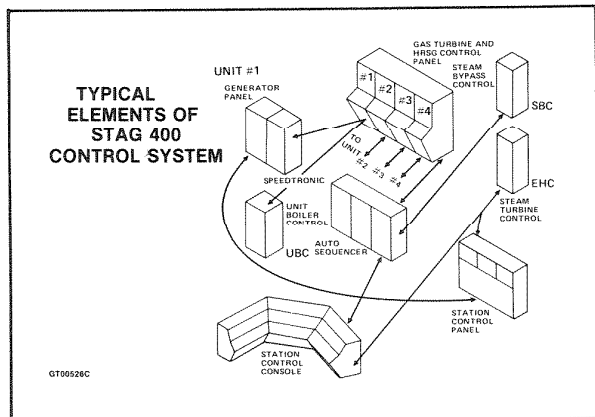 TYPICAL
ELEMENTS OF
STAG 400
CONTROL SYSTEM
UNIT #1
GENERATOR
PANEL
SPEEDTRONIC
UNIT
BOILER
CONTROL
UBC
GAS TURBINE AND
HRSG CONTROL
PANEL
#1
#2
#3
#4
TO
UNIT
#2
#3
#4
AUTO
SEQUENCER
STEAM
BYPASS
CONTROL
SBC
EHC
STEAM
TURBINE
CONTROL
STATION
CONTROL
PANEL
STATION
CONTROL
CONSOLE
GT00526C